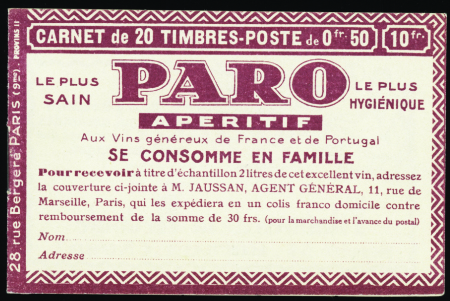 CARNET de 20 TIMBRES-POSTE de 0fr.50 10fr.
LE PLUS SAIN
PARO
LE PLUS HYGIÉNIQUE
APERITIF
Aux Vins généreux de France et de Portugal
SE CONSOMME EN FAMILLE
Pour recevoir à titre d'échantillon 2 litres de cet excellent vin, adressez
la couverture ci-jointe à M. JAUSSAN, AGENT GÉNÉRAL, 11, rue de
Marseille, Paris, qui les expédiera en un colis franco domicile contre
remboursement de la somme de 30 frs. (pour la marchandise et l'avance du postal)
Nom
Adresse
28, rue Bergère PARIS (9me). PROVINS 11